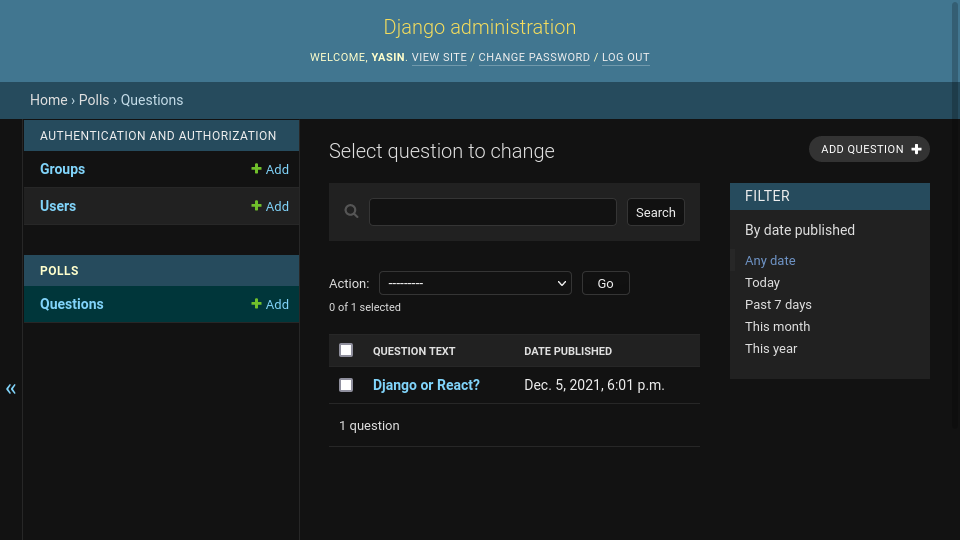 Django administration
WELCOME, YASIN. VIEW SITE / CHANGE PASSWORD / LOG OUT
Home › Polls › Questions
AUTHENTICATION AND AUTHORIZATION
Groups + Add
Users + Add
POLLS
Questions + Add
«
Select question to change
ADD QUESTION +
Search
Action: --------- Go
0 of 1 selected
QUESTION TEXT DATE PUBLISHED
Django or React? Dec. 5, 2021, 6:01 p.m.
1 question
FILTER
By date published
Any date
Today
Past 7 days
This month
This year